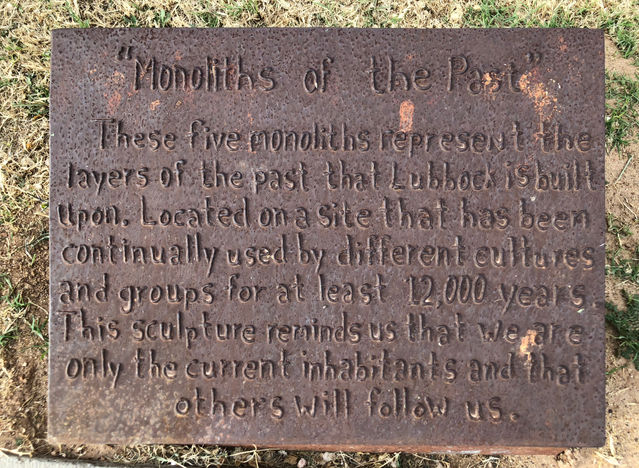 "Monoliths of the Past"
These five monoliths represent the
layers of the past that Lubbock is built
upon. Located on a site that has been
continually used by different cultures
and groups for at least 12,000 years.
This sculpture reminds us that we are
only the current inhabitants and that
others will follow us.